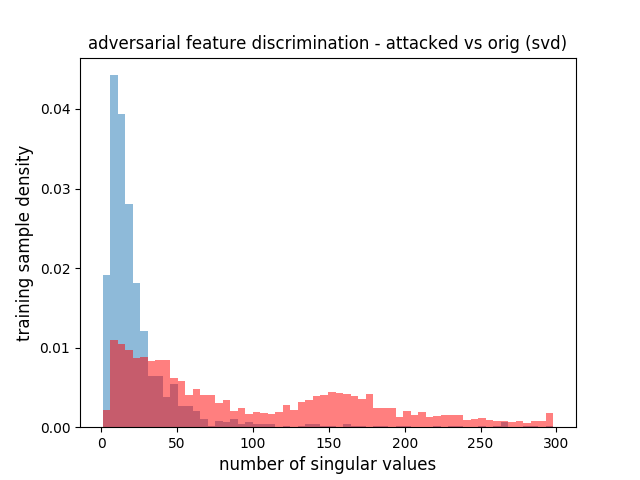 adversarial feature discrimination - attacked vs orig (svd)
training sample density
0.04
0.03
0.02
0.01
0.00
0 50 100 150 200 250 300
number of singular values